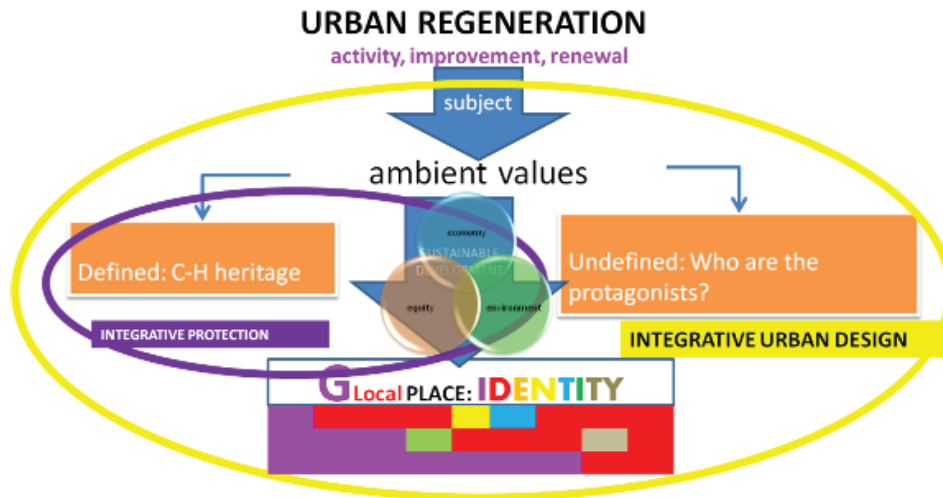 URBAN REGENERATION
activity, improvement, renewal
subject
ambient values
economy
SUSTAINABLE
DEVELOPMENT
Defined: C-H heritage
Undefined: Who are the
protagonists?
equity
environment
INTEGRATIVE PROTECTION
INTEGRATIVE URBAN DESIGN
GLocal PLACE: IDENTITY